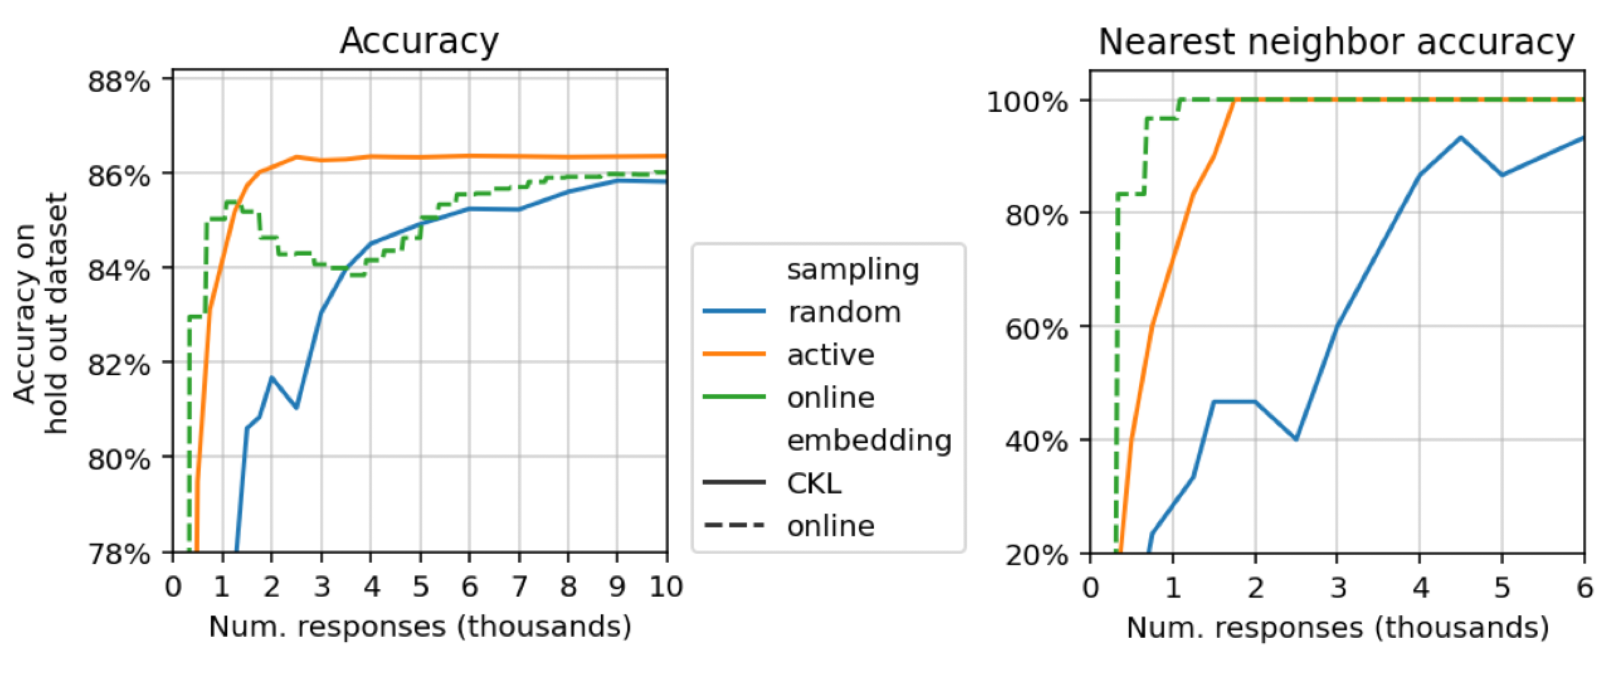 Accuracy
88%
86%
84%
82%
80%
78%
Accuracy on
hold out dataset
0 1 2 3 4 5 6 7 8 9 10
Num. responses (thousands)
sampling
random
active
online
embedding
CKL
online
Nearest neighbor accuracy
100%
80%
60%
40%
20%
0 1 2 3 4 5 6
Num. responses (thousands)